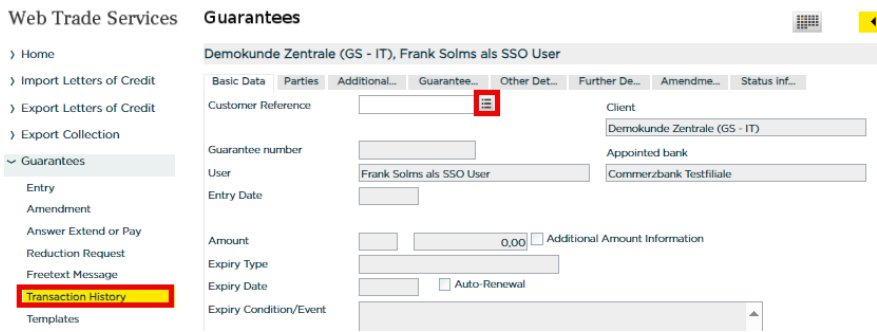 Web Trade Services
Guarantees
Home
Import Letters of Credit
Export Letters of Credit
Export Collection
Guarantees
Entry
Amendment
Answer Extend or Pay
Reduction Request
Freetext Message
Transaction History
Templates
Demokunde Zentrale (GS - IT), Frank Solms als SSO User
Basic Data Parties Additional... Guarantee... Other Det... Further De... Amendme... Status inf...
Customer Reference
Client
Demokunde Zentrale (GS - IT)
Guarantee number
Appointed bank
User Frank Solms als SSO User Commerzbank Testfiliale
Entry Date
Amount 0,00 Additional Amount Information
Expiry Type
Expiry Date Auto-Renewal
Expiry Condition/Event